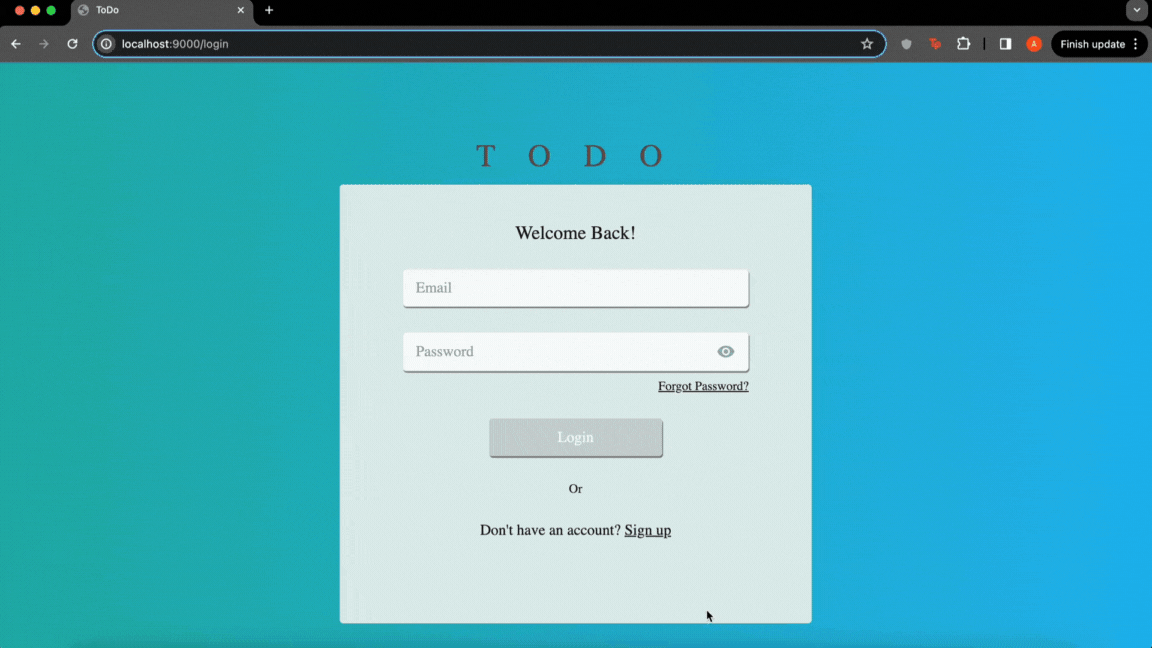 ToDo
localhost:9000/login
A
Finish update
T O D O
Welcome Back!
Email
Password
Forgot Password?
Login
Or
Don't have an account? Sign up